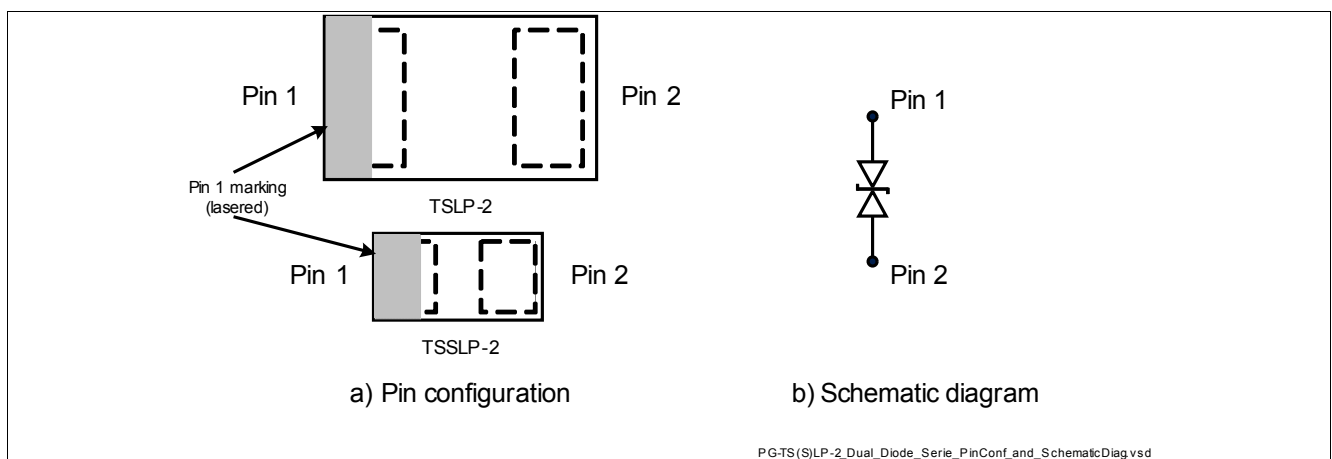 Pin 1
Pin 2
Pin 1 marking
(lasered)
TSLP-2
Pin 1
Pin 2
TSSLP-2
a) Pin configuration
Pin 1
Pin 2
b) Schematic diagram
PG-TS(S)LP-2_Dual_Diode_Serie_PinConf_and_SchematicDiag.vsd